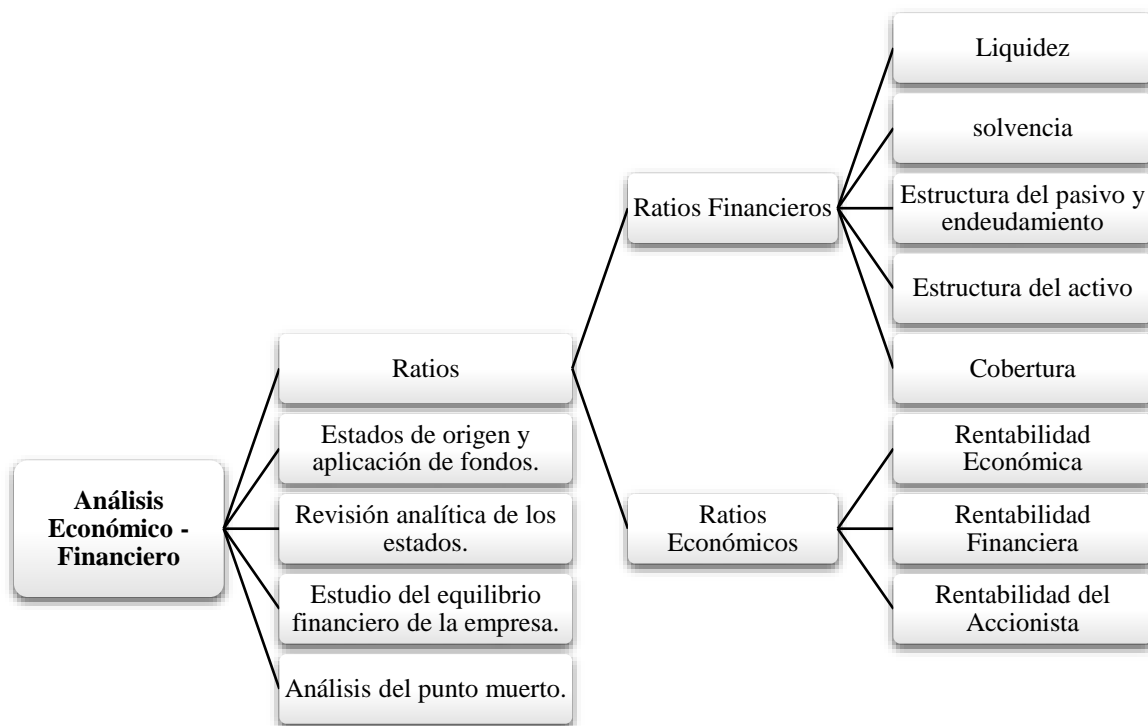 Análisis
Económico -
Financiero
Ratios
Estados de origen y
aplicación de fondos.
Revisión analítica de los
estados.
Estudio del equilibrio
financiero de la empresa.
Análisis del punto muerto.
Ratios Financieros
Ratios
Económicos
Liquidez
solvencia
Estructura del pasivo y
endeudamiento
Estructura del activo
Cobertura
Rentabilidad
Económica
Rentabilidad
Financiera
Rentabilidad del
Accionista